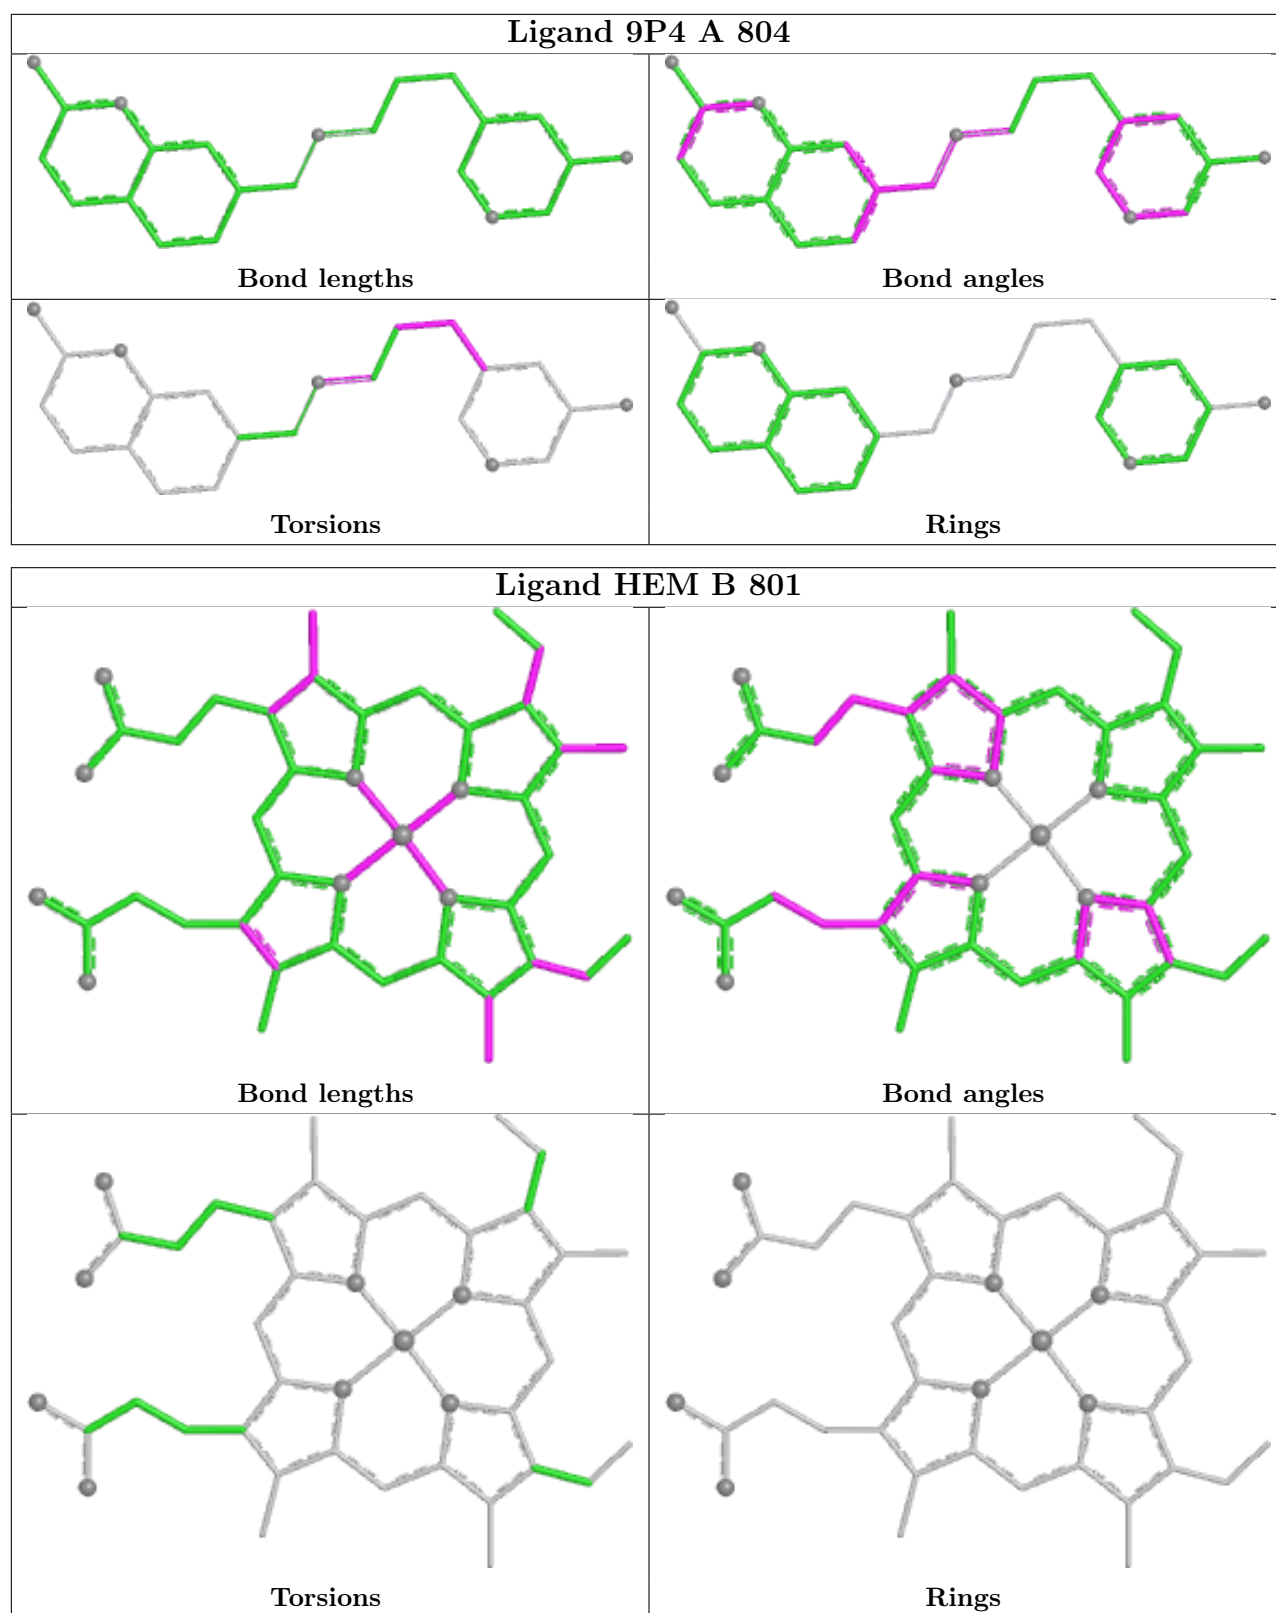 Ligand 9P4 A 804
Bond lengths
Bond angles
Torsions
Rings
Ligand HEM B 801
Bond lengths
Bond angles
Torsions
Rings